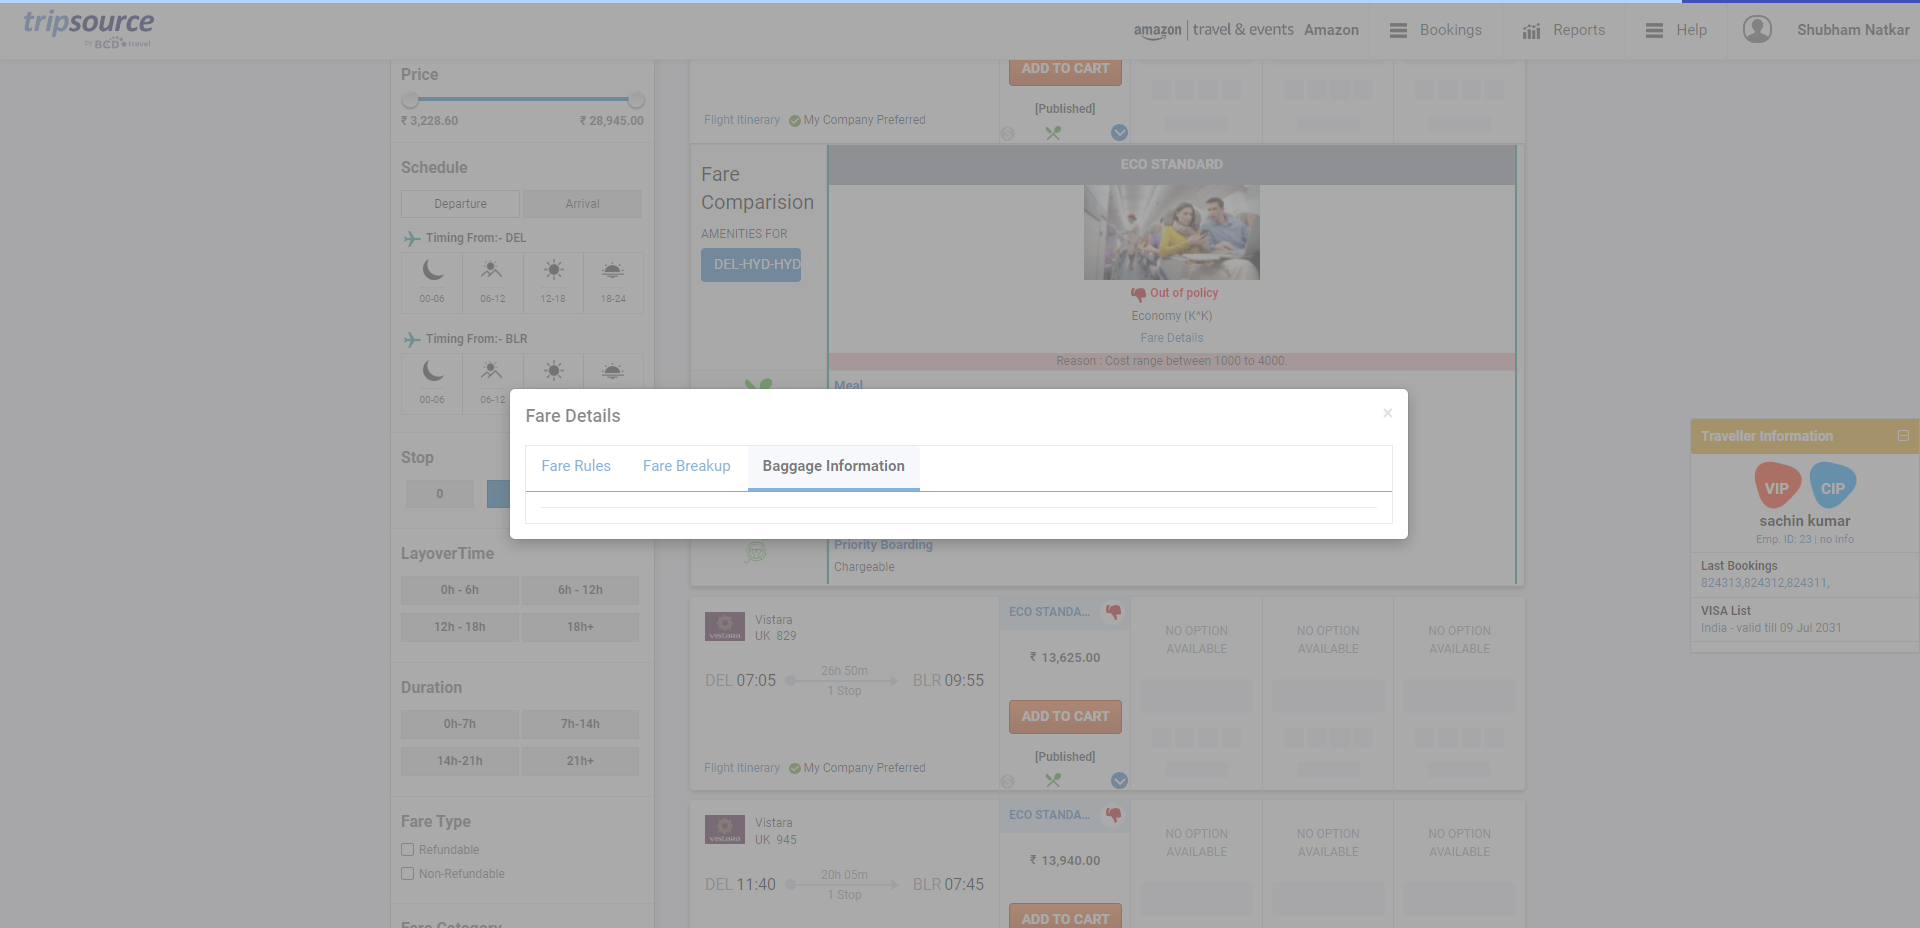 tripsource
by BCD travel
amazon travel & events Amazon
Bookings
Reports
Help
Shubham Natkar
Price
₹ 3,228.60
₹ 28,945.00
Schedule
Departure
Arrival
Timing From:- DEL
00-06
06-12
12-18
18-24
Timing From:- BLR
00-06
06-12
Stop
0
LayoverTime
0h - 6h
6h - 12h
12h - 18h
18h+
Duration
0h-7h
7h-14h
14h-21h
21h+
Fare Type
Refundable
Non-Refundable
Fare Category
ADD TO CART
[Published]
Flight Itinerary
My Company Preferred
Fare
Comparision
AMENITIES FOR
DEL-HYD-HYD
ECO STANDARD
Out of policy
Economy (K^K)
Fare Details
Reason : Cost range between 1000 to 4000.
Meal
Fare Details
×
Fare Rules
Fare Breakup
Baggage Information
Priority Boarding
Chargeable
Vistara
UK 829
VISTARA
DEL 07:05
26h 50m
1 Stop
BLR 09:55
Flight Itinerary
My Company Preferred
ECO STANDA...
₹ 13,625.00
ADD TO CART
[Published]
NO OPTION
AVAILABLE
NO OPTION
AVAILABLE
NO OPTION
AVAILABLE
Vistara
UK 945
VISTARA
DEL 11:40
20h 05m
1 Stop
BLR 07:45
ECO STANDA...
₹ 13,940.00
ADD TO CART
NO OPTION
AVAILABLE
NO OPTION
AVAILABLE
NO OPTION
AVAILABLE
Traveller Information
VIP
CIP
sachin kumar
Emp. ID: 23 | no Info
Last Bookings
824313,824312,824311,
VISA List
India - valid till 09 Jul 2031